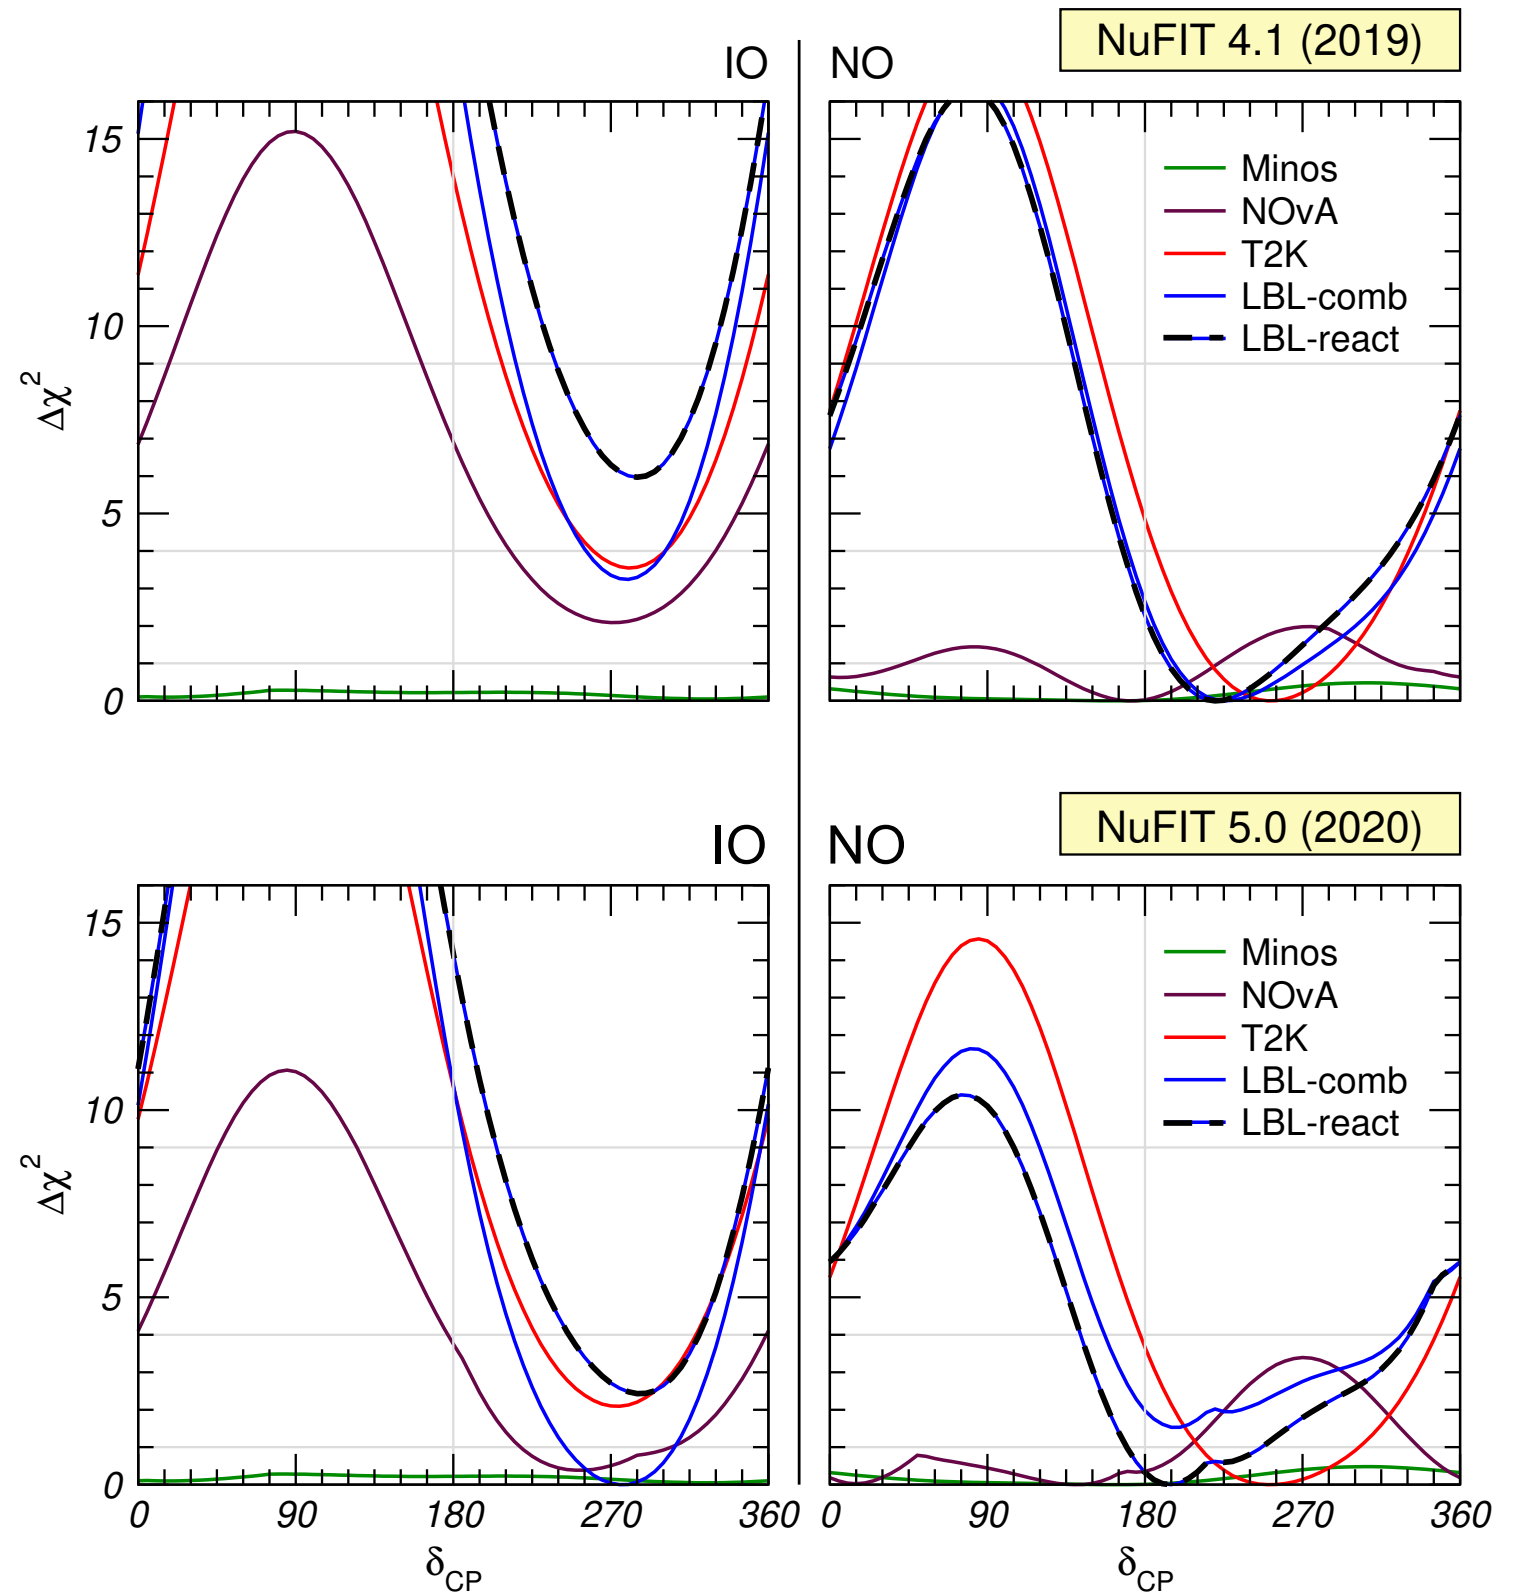 NuFIT 4.1 (2019)
IO
NO
15
10
5
0
Δχ²
Minos
NOvA
T2K
LBL-comb
LBL-react
NuFIT 5.0 (2020)
IO
NO
15
10
5
0
Δχ²
Minos
NOvA
T2K
LBL-comb
LBL-react
0 90 180 270 360
0 90 180 270 360
δCP
δCP